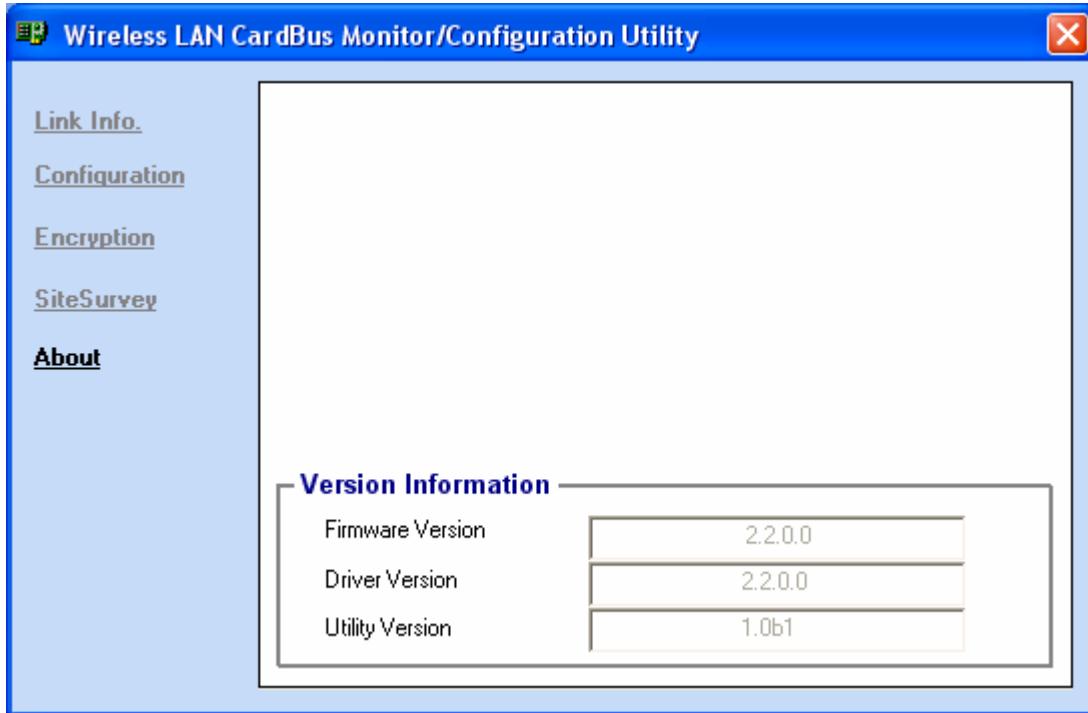 Wireless LAN CardBus Monitor/Configuration Utility
Link Info.
Configuration
Encryption
SiteSurvey
About
Version Information
Firmware Version 2.2.0.0
Driver Version 2.2.0.0
Utility Version 1.0b1